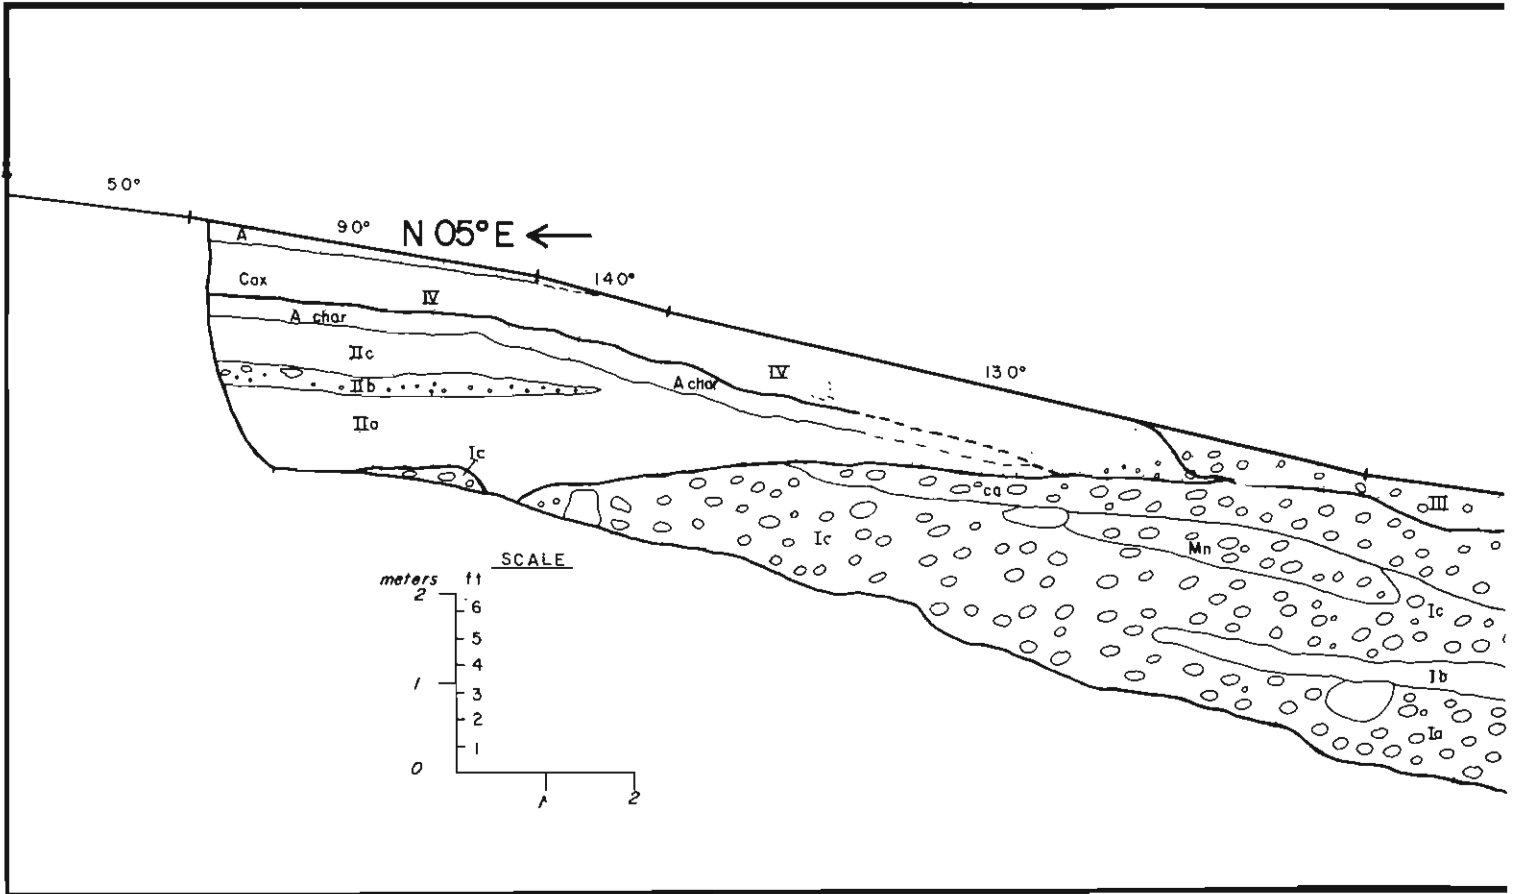 50°
90°
N 05°E
A
140°
Cox
IV
A char
IIc
IV
130°
A char
IIb
IIa
Ic
ca
III
Ic
Mn
Ic
Ib
Ia
SCALE
meters ft
2
6
5
4
1
3
2
1
0
1 2